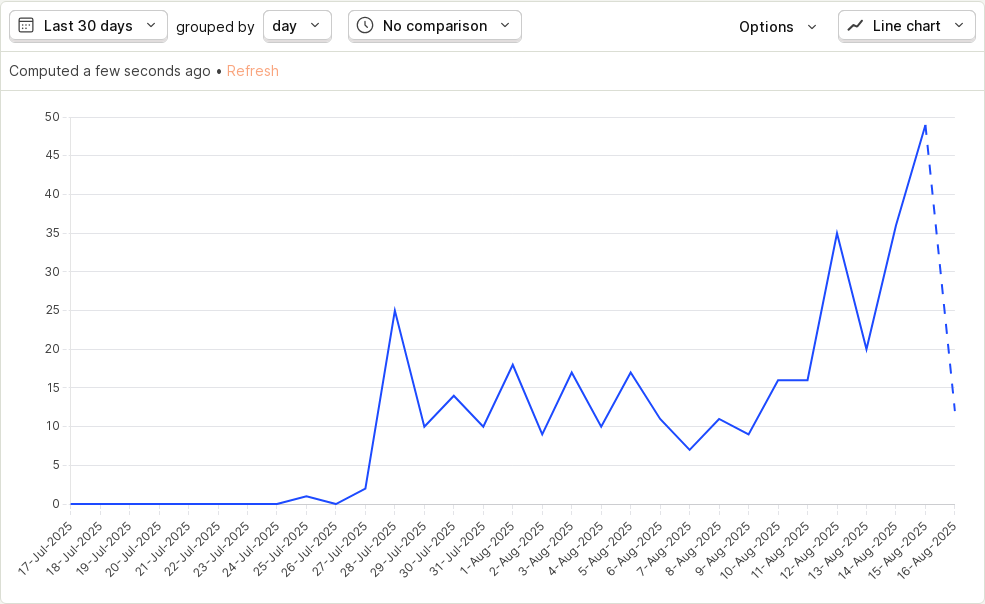 Last 30 days grouped by day No comparison Options Line chart
Computed a few seconds ago • Refresh
50
45
40
35
30
25
20
15
10
5
0
17-Jul-2025
18-Jul-2025
19-Jul-2025
20-Jul-2025
21-Jul-2025
22-Jul-2025
23-Jul-2025
24-Jul-2025
25-Jul-2025
26-Jul-2025
27-Jul-2025
28-Jul-2025
29-Jul-2025
30-Jul-2025
31-Jul-2025
1-Aug-2025
2-Aug-2025
3-Aug-2025
4-Aug-2025
5-Aug-2025
6-Aug-2025
7-Aug-2025
8-Aug-2025
9-Aug-2025
10-Aug-2025
11-Aug-2025
12-Aug-2025
13-Aug-2025
14-Aug-2025
15-Aug-2025
16-Aug-2025